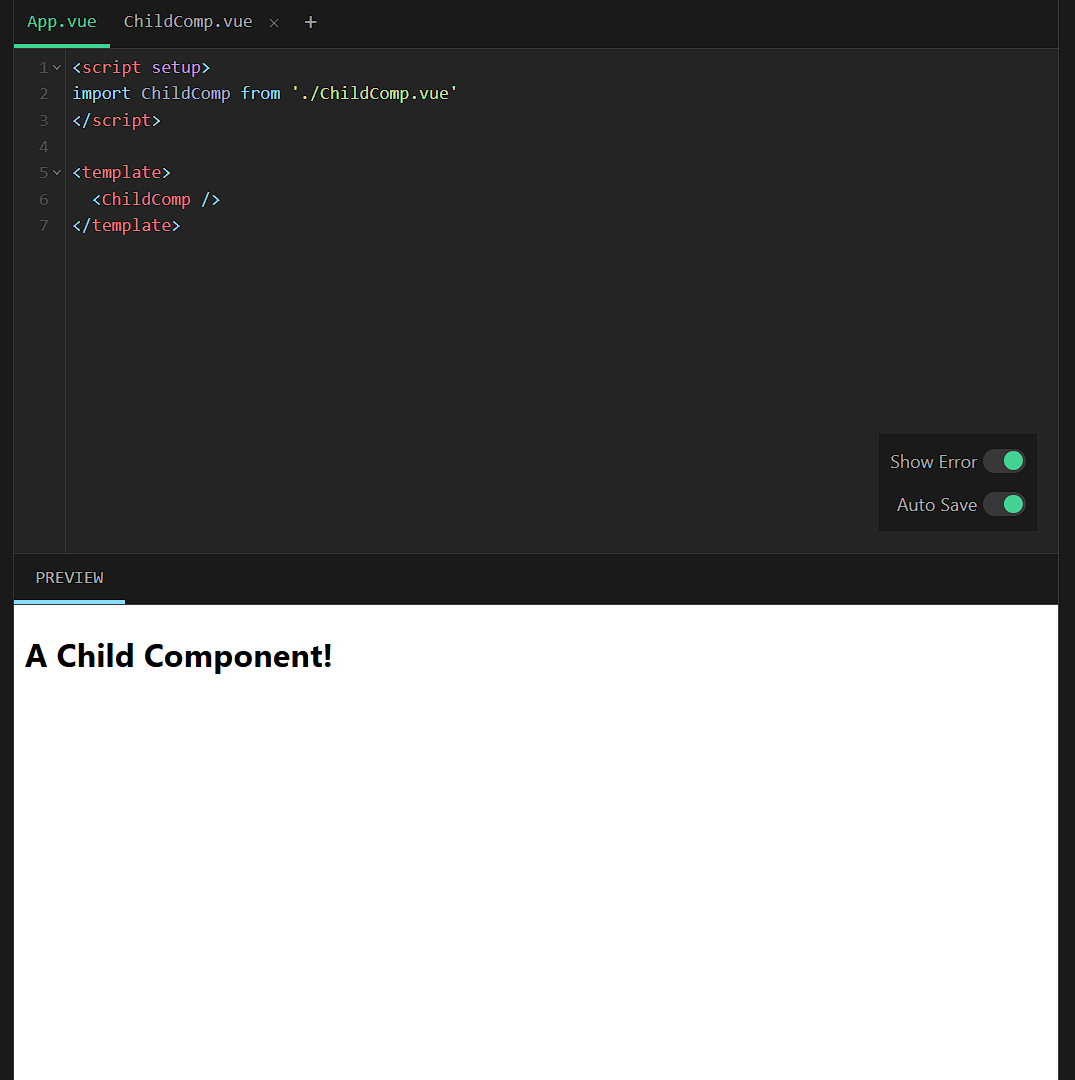 App.vue ChildComp.vue × +
1 <script setup>
2 import ChildComp from './ChildComp.vue'
3 </script>
4
5 <template>
6   <ChildComp />
7 </template>
Show Error
Auto Save
PREVIEW
A Child Component!